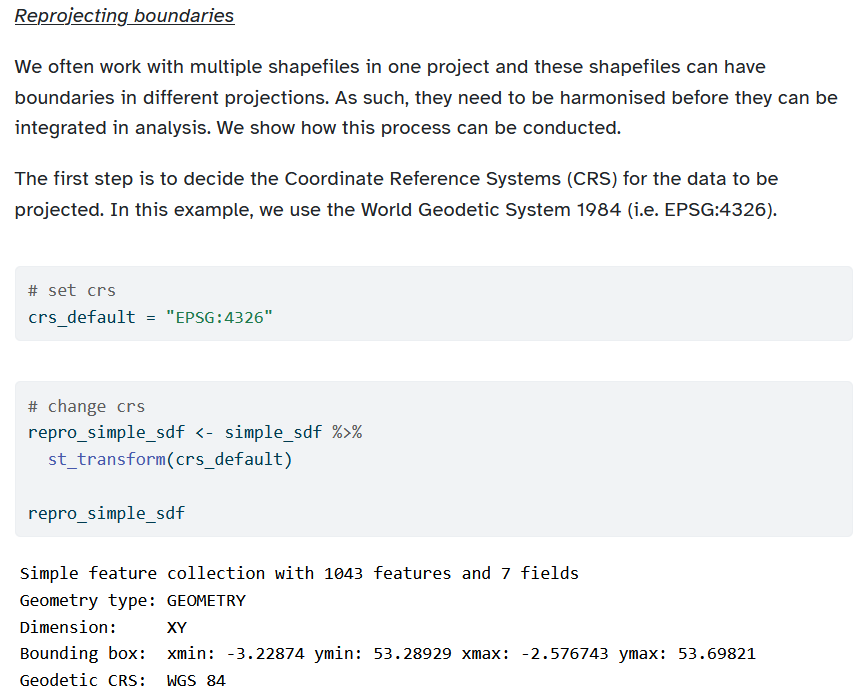 Reprojecting boundaries
We often work with multiple shapefiles in one project and these shapefiles can have
boundaries in different projections. As such, they need to be harmonised before they can be
integrated in analysis. We show how this process can be conducted.
The first step is to decide the Coordinate Reference Systems (CRS) for the data to be
projected. In this example, we use the World Geodetic System 1984 (i.e. EPSG:4326).
# set crs
crs_default = "EPSG:4326"
# change crs
repro_simple_sdf <- simple_sdf %>%
  st_transform(crs_default)
repro_simple_sdf
Simple feature collection with 1043 features and 7 fields
Geometry type: GEOMETRY
Dimension:     XY
Bounding box:  xmin: -3.22874 ymin: 53.28929 xmax: -2.576743 ymax: 53.69821
Geodetic CRS:  WGS 84